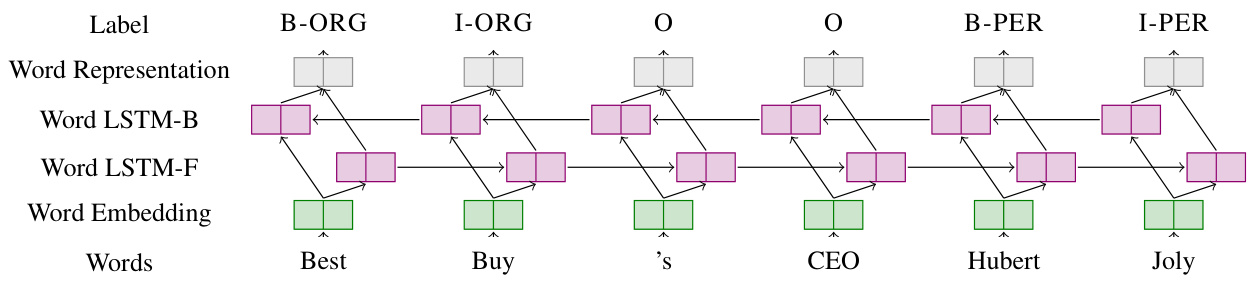 Label B-ORG I-ORG O O B-PER I-PER
Word Representation
Word LSTM-B
Word LSTM-F
Word Embedding
Words Best Buy ’s CEO Hubert Joly